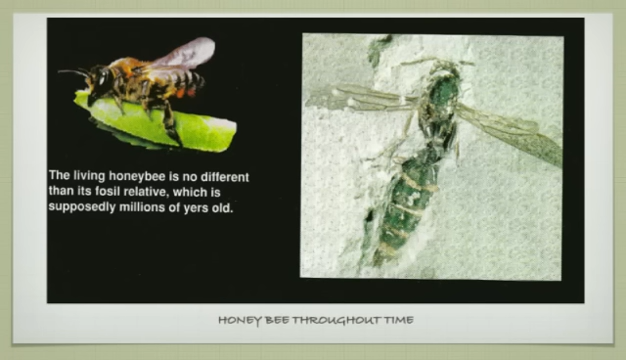 The living honeybee is no different
than its fosil relative, which is
supposedly millions of yers old.
HONEY BEE THROUGHOUT TIME